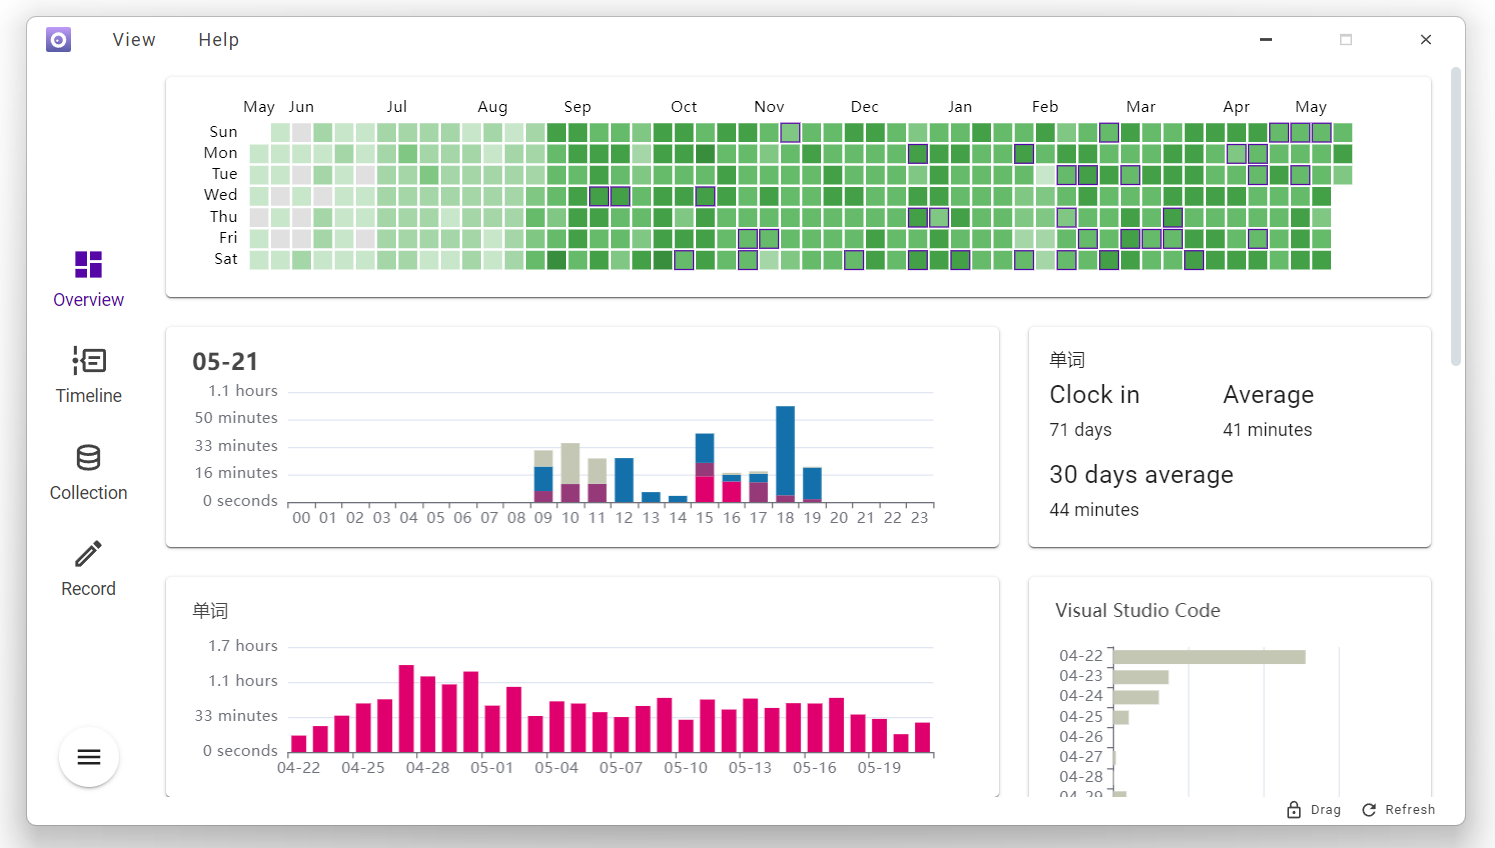 View Help
May Jun Jul Aug Sep Oct Nov Dec Jan Feb Mar Apr May
Sun
Mon
Tue
Wed
Thu
Fri
Sat
Overview
Timeline
Collection
Record
05-21
1.1 hours
50 minutes
33 minutes
16 minutes
0 seconds
00 01 02 03 04 05 06 07 08 09 10 11 12 13 14 15 16 17 18 19 20 21 22 23
单词
Clock in Average
71 days 41 minutes
30 days average
44 minutes
单词
1.7 hours
1.1 hours
33 minutes
0 seconds
04-22 04-25 04-28 05-01 05-04 05-07 05-10 05-13 05-16 05-19
Visual Studio Code
04-22
04-23
04-24
04-25
04-26
04-27
04-28
04-29
Drag Refresh